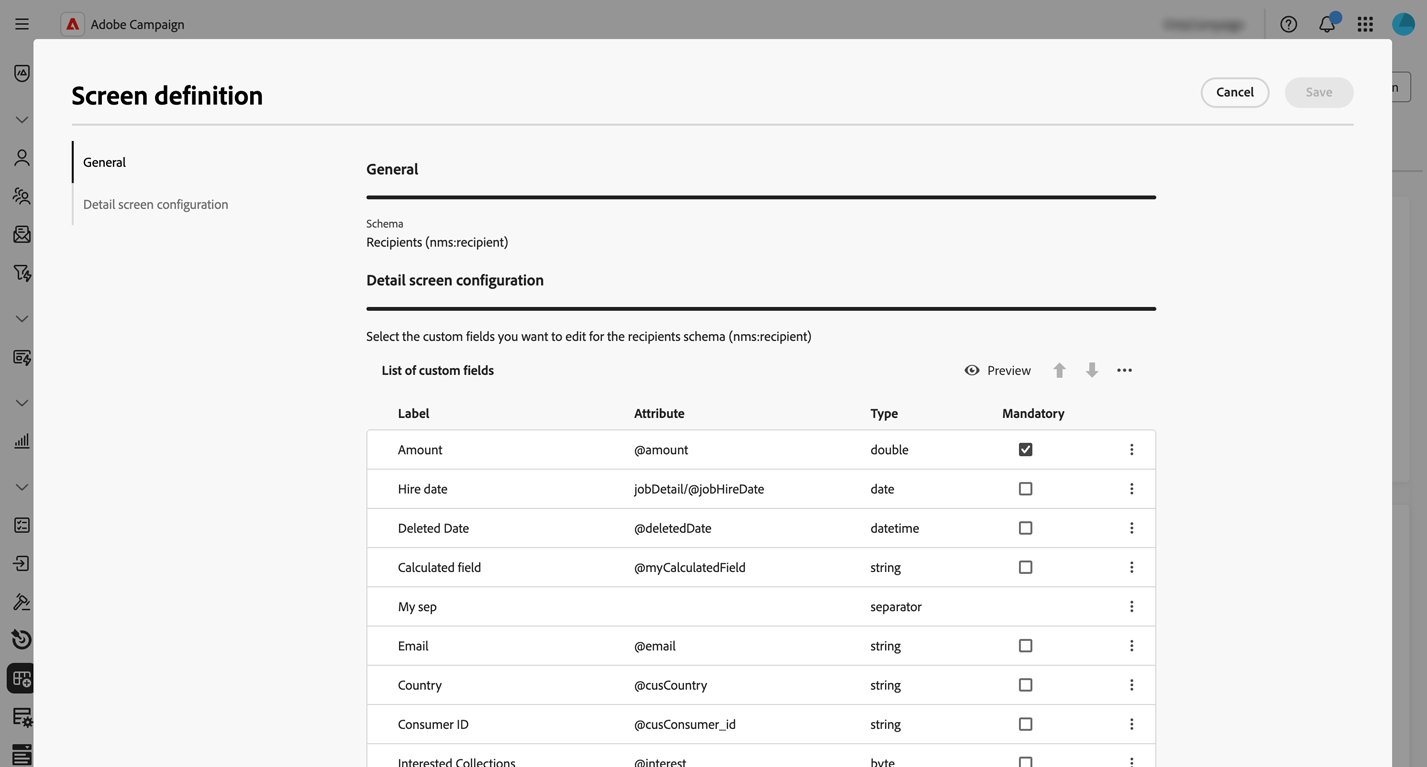 Adobe Campaign
n
Screen definition
Cancel
Save
General
Detail screen configuration
General
Schema
Recipients (nms:recipient)
Detail screen configuration
Select the custom fields you want to edit for the recipients schema (nms:recipient)
List of custom fields
Preview
Label Attribute Type Mandatory
Amount @amount double
Hire date jobDetail/@jobHireDate date
Deleted Date @deletedDate datetime
Calculated field @myCalculatedField string
My sep separator
Email @email string
Country @cusCountry string
Consumer ID @cusConsumer_id string
Interested Collections @interest byte